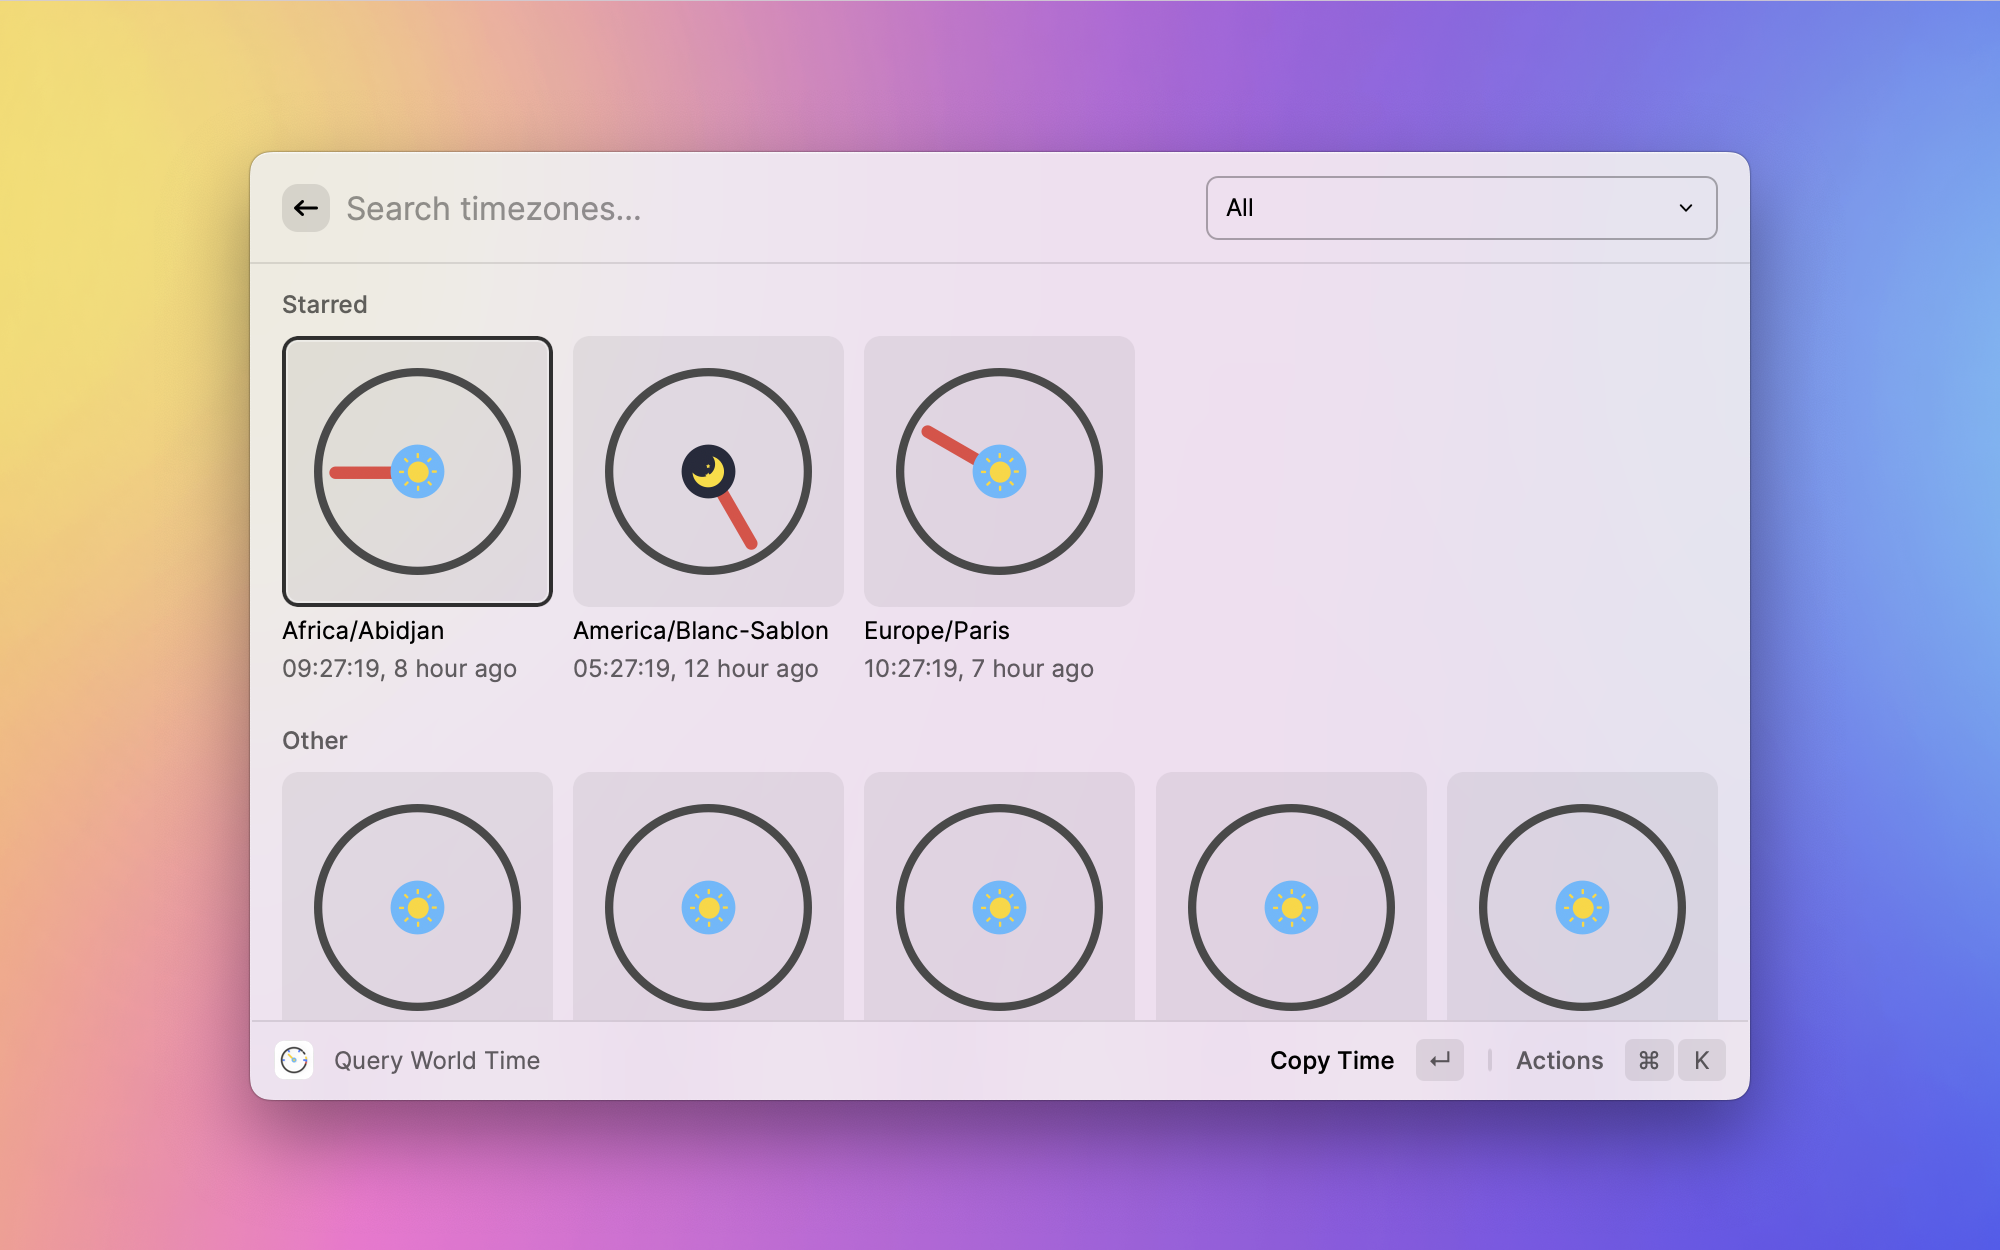 Search timezones...
All
Starred
Africa/Abidjan
09:27:19, 8 hour ago
America/Blanc-Sablon
05:27:19, 12 hour ago
Europe/Paris
10:27:19, 7 hour ago
Other
Query World Time
Copy Time
Actions
⌘ K